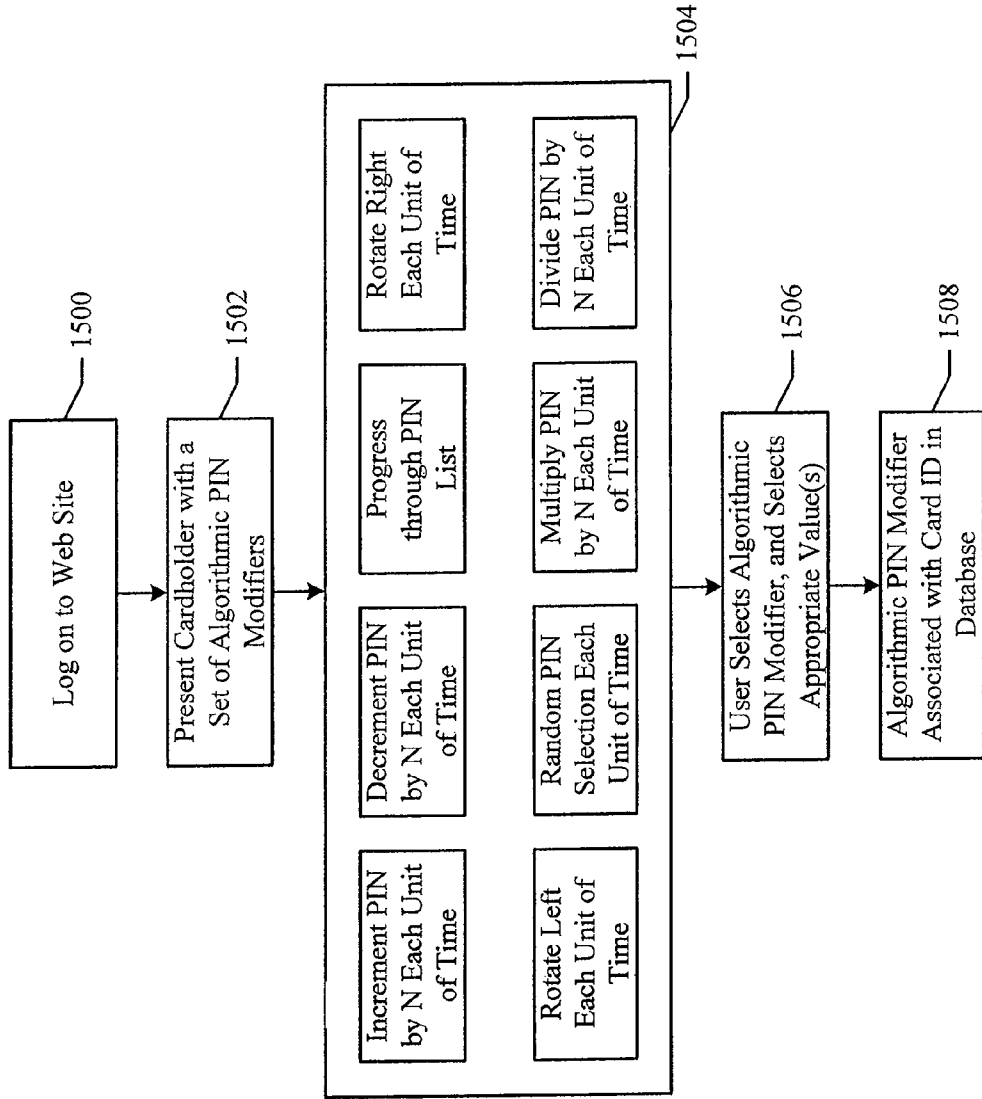 Log on to Web Site
1500
Present Cardholder with a
Set of Algorithmic PIN
Modifiers
1502
Increment PIN
by N Each Unit
of Time
Decrement PIN
by N Each Unit
of Time
Progress
through PIN
List
Rotate Right
Each Unit of
Time
Rotate Left
Each Unit of
Time
Random PIN
Selection Each
Unit of Time
Multiply PIN
by N Each Unit
of Time
Divide PIN by
N Each Unit of
Time
1504
User Selects Algorithmic
PIN Modifier, and Selects
Appropriate Value(s)
1506
Algorithmic PIN Modifier
Associated with Card ID in
Database
1508